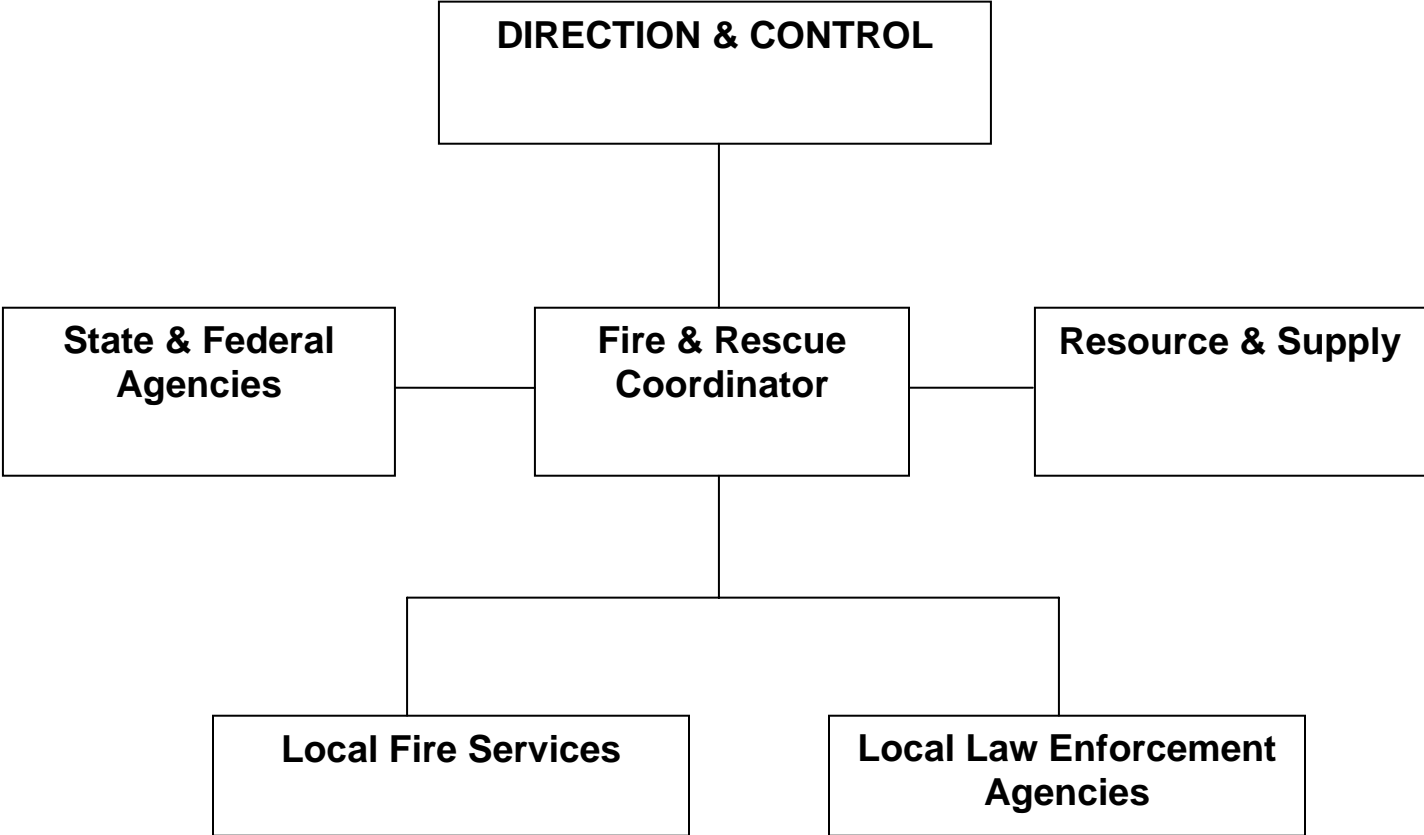 DIRECTION & CONTROL
State & Federal
Agencies
Fire & Rescue
Coordinator
Resource & Supply
Local Fire Services
Local Law Enforcement
Agencies